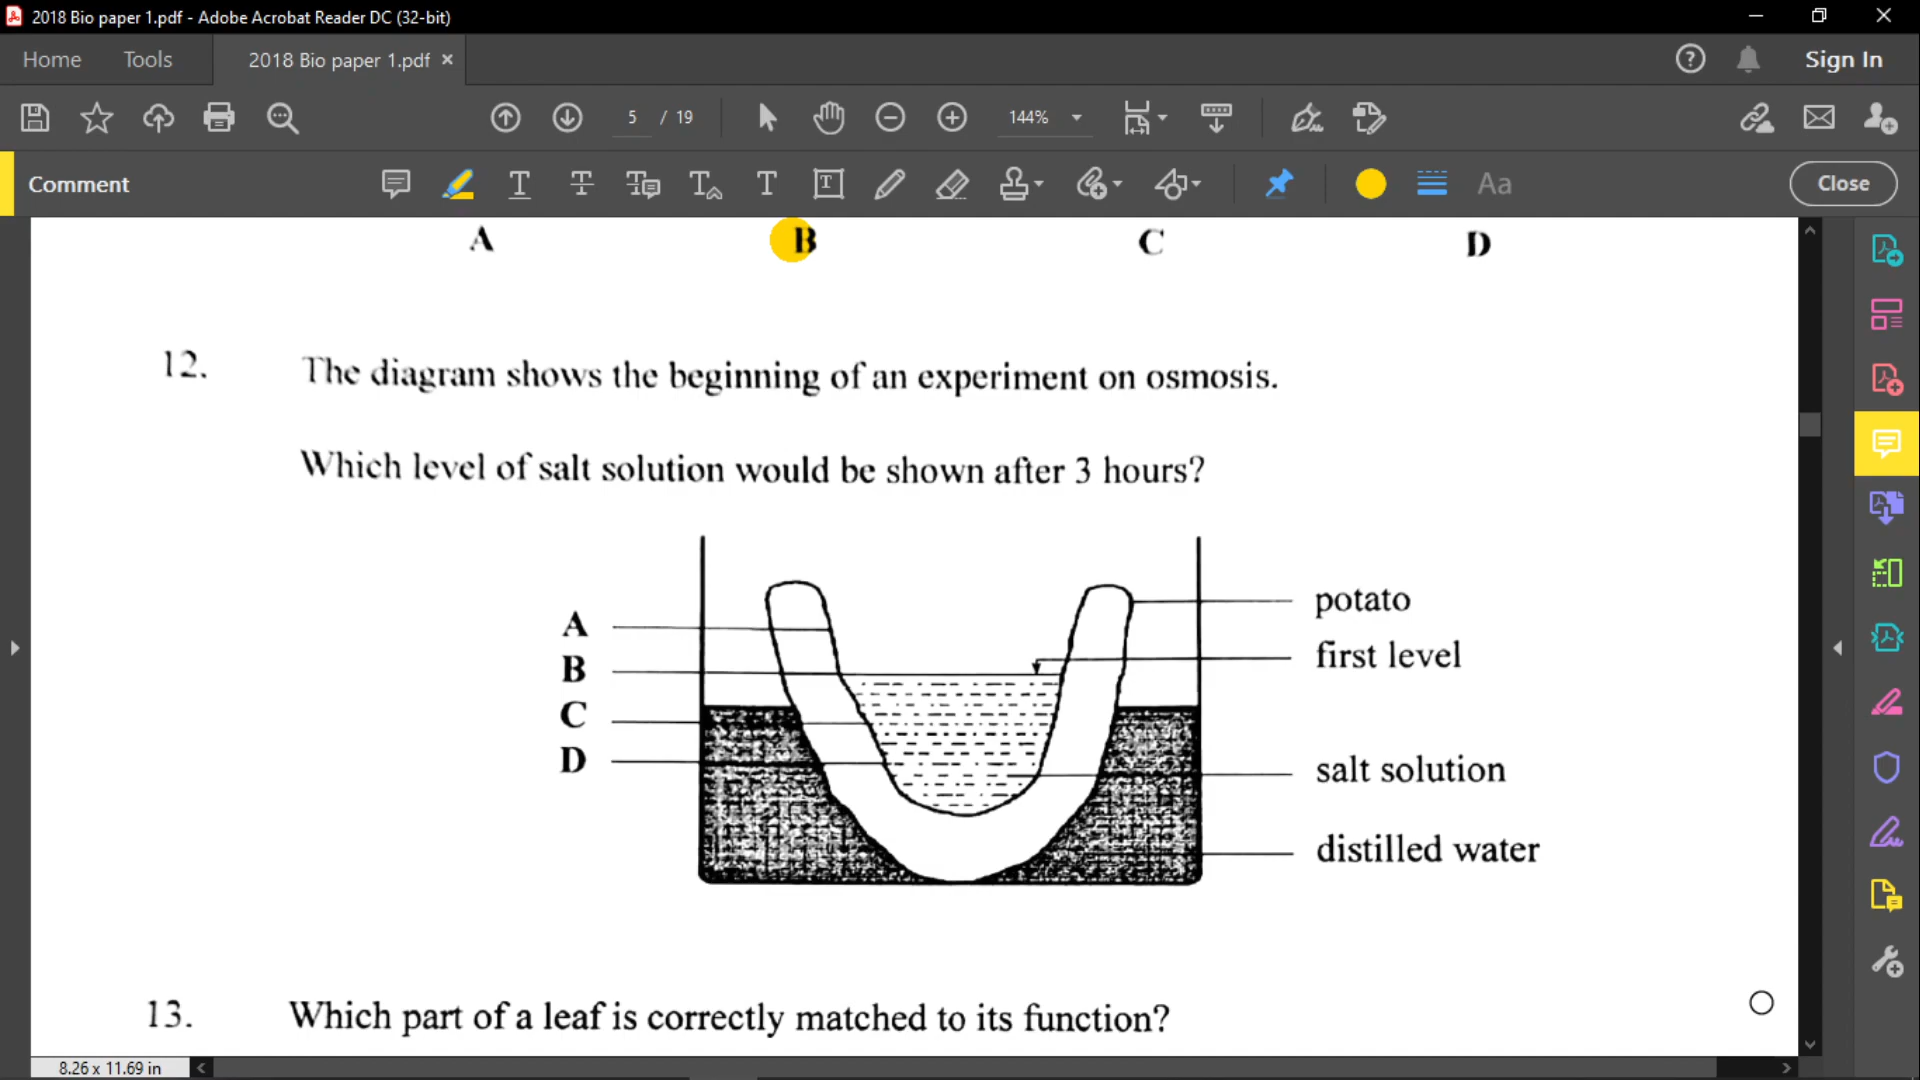 2018 Bio paper 1.pdf - Adobe Acrobat Reader DC (32-bit)
Home Tools 2018 Bio paper 1.pdf × Sign In
5 / 19 144%
Comment Aa Close
A B C D
12. The diagram shows the beginning of an experiment on osmosis.
Which level of salt solution would be shown after 3 hours?
A
B
C
D
potato
first level
salt solution
distilled water
13. Which part of a leaf is correctly matched to its function?
8.26 x 11.69 in